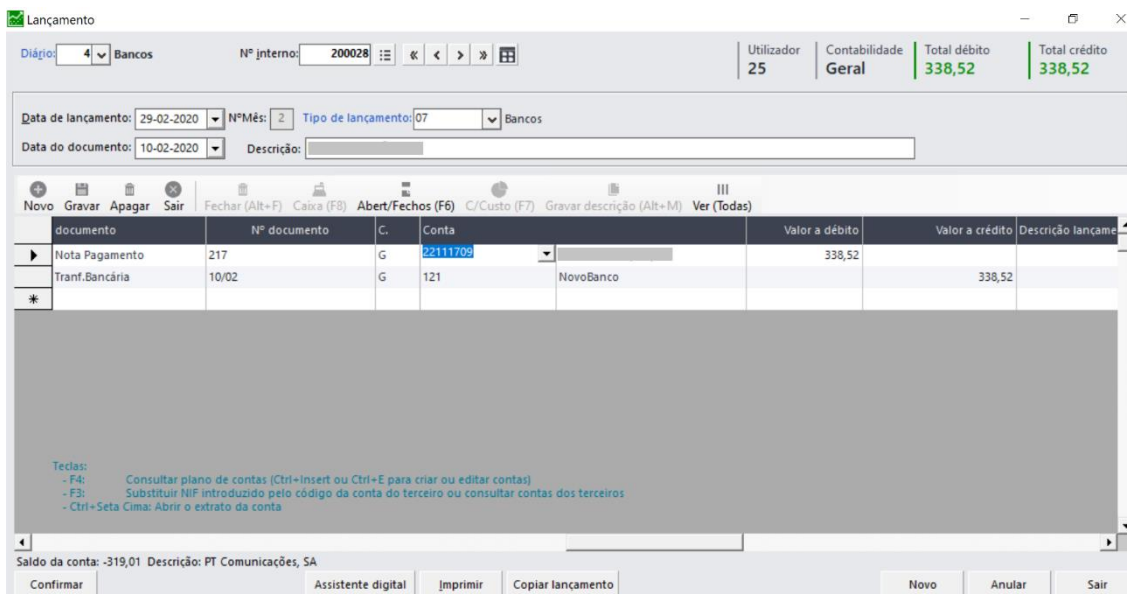 Lançamento
Diário: 4 Bancos Nº interno: 200028 Utilizador Contabilidade Total débito Total crédito
25 Geral 338,52 338,52
Data de lançamento: 29-02-2020 NºMês: 2 Tipo de lançamento: 07 Bancos
Data do documento: 10-02-2020 Descrição:
Novo Gravar Apagar Sair Fechar (Alt+F) Caixa (F8) Abert/Fechos (F6) C/Custo (F7) Gravar descrição (Alt+M) Ver (Todas)
documento Nº documento C. Conta Valor a débito Valor a crédito Descrição lançame
Nota Pagamento 217 G 22111709 338,52
Tranf.Bancária 10/02 G 121 NovoBanco 338,52
Teclas:
- F4: Consultar plano de contas (Ctrl+Insert ou Ctrl+E para criar ou editar contas)
- F3: Substituir NIF introduzido pelo código da conta do terceiro ou consultar contas dos terceiros
- Ctrl+Seta Cima: Abrir o extrato da conta
Saldo da conta: -319,01 Descrição: PT Comunicações, SA
Confirmar Assistente digital Imprimir Copiar lançamento Novo Anular Sair